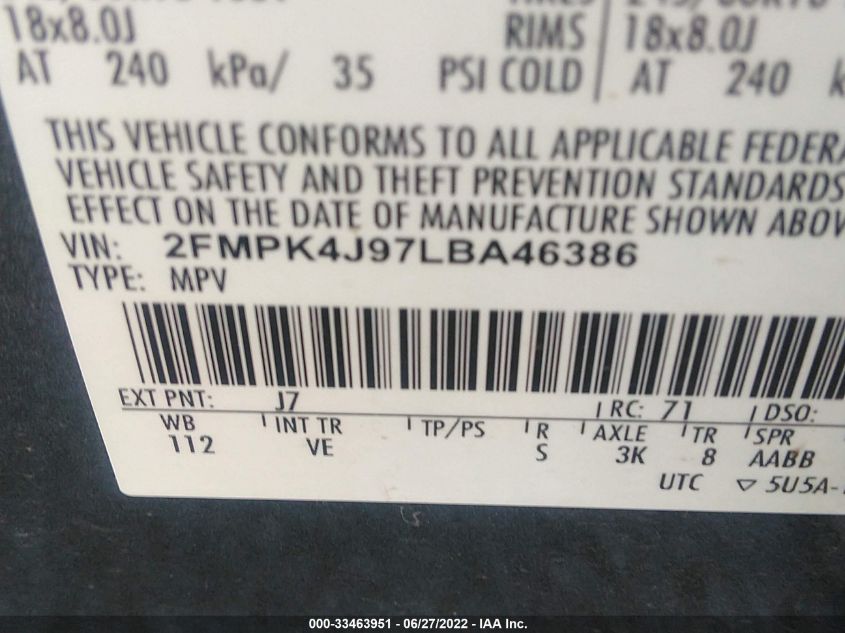 18x8.0J RIMS 18x8.0J
AT 240 kPa/ 35 PSI COLD AT 240
THIS VEHICLE CONFORMS TO ALL APPLICABLE FEDERA
VEHICLE SAFETY AND THEFT PREVENTION STANDARDS
EFFECT ON THE DATE OF MANUFACTURE SHOWN ABOV
VIN: 2FMPK4J97LBA46386
TYPE: MPV
EXT PNT: J7 RC: 71 DSO:
WB INT TR TP/PS R AXLE TR SPR
112 VE S 3K 8 AABB
UTC ▽ 5U5A-
000-33463951 - 06/27/2022 - IAA Inc.